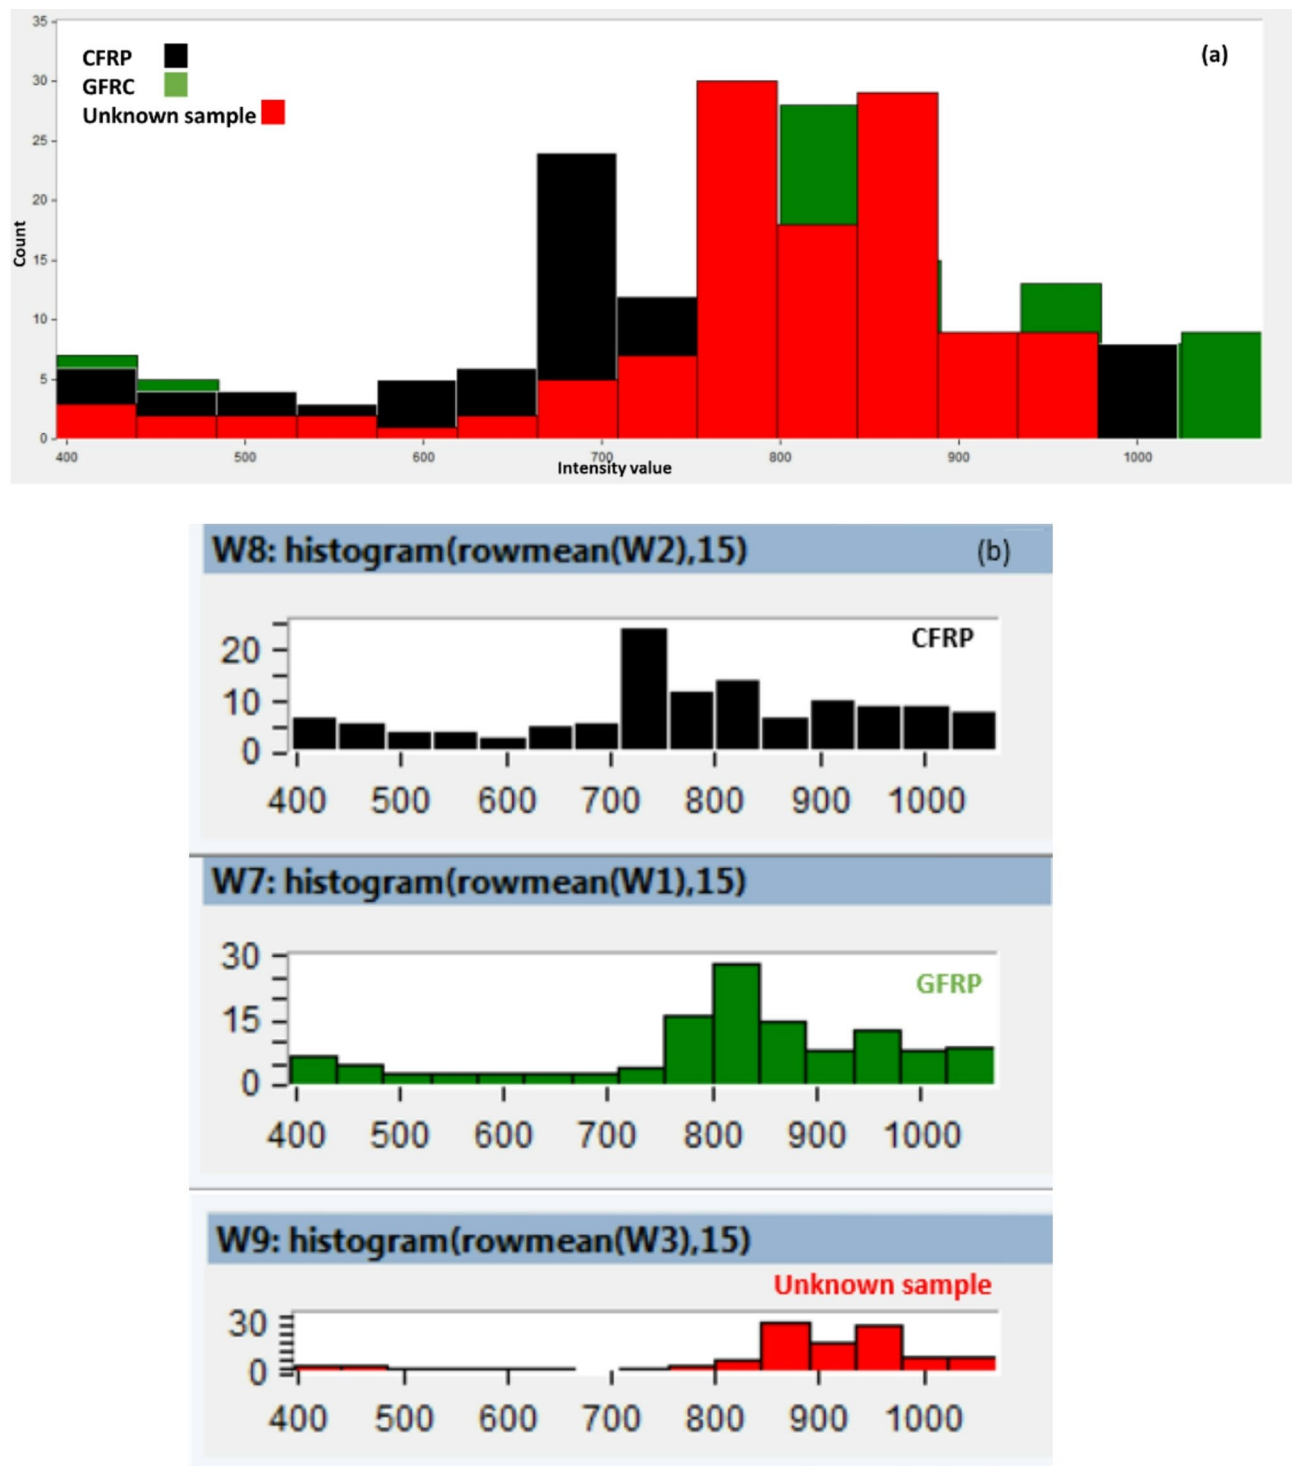 35
(a)
CFRP
GFRC
30
Unknown sample
25
20
15
10
5
0
Count
400 500 600 700 800 900 1000
Intensity value
W8: histogram(rowmean(W2),15) (b)
CFRP
20
10
0
400 500 600 700 800 900 1000
W7: histogram(rowmean(W1),15)
30
GFRP
15
0
400 500 600 700 800 900 1000
W9: histogram(rowmean(W3),15)
Unknown sample
30
0
400 500 600 700 800 900 1000